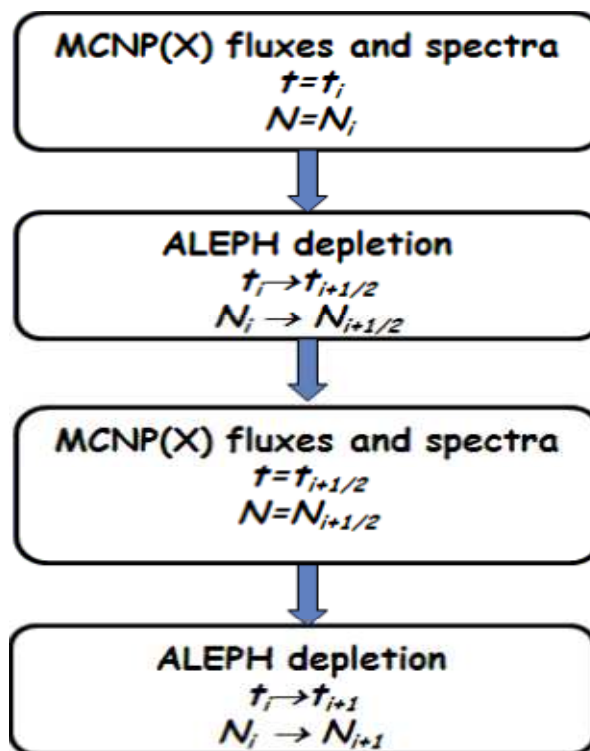 MCNP(X) fluxes and spectra
t=tᵢ
N=Nᵢ
ALEPH depletion
tᵢ→tᵢ₊₁/₂
Nᵢ → Nᵢ₊₁/₂
MCNP(X) fluxes and spectra
t=tᵢ₊₁/₂
N=Nᵢ₊₁/₂
ALEPH depletion
tᵢ→tᵢ₊₁
Nᵢ → Nᵢ₊₁